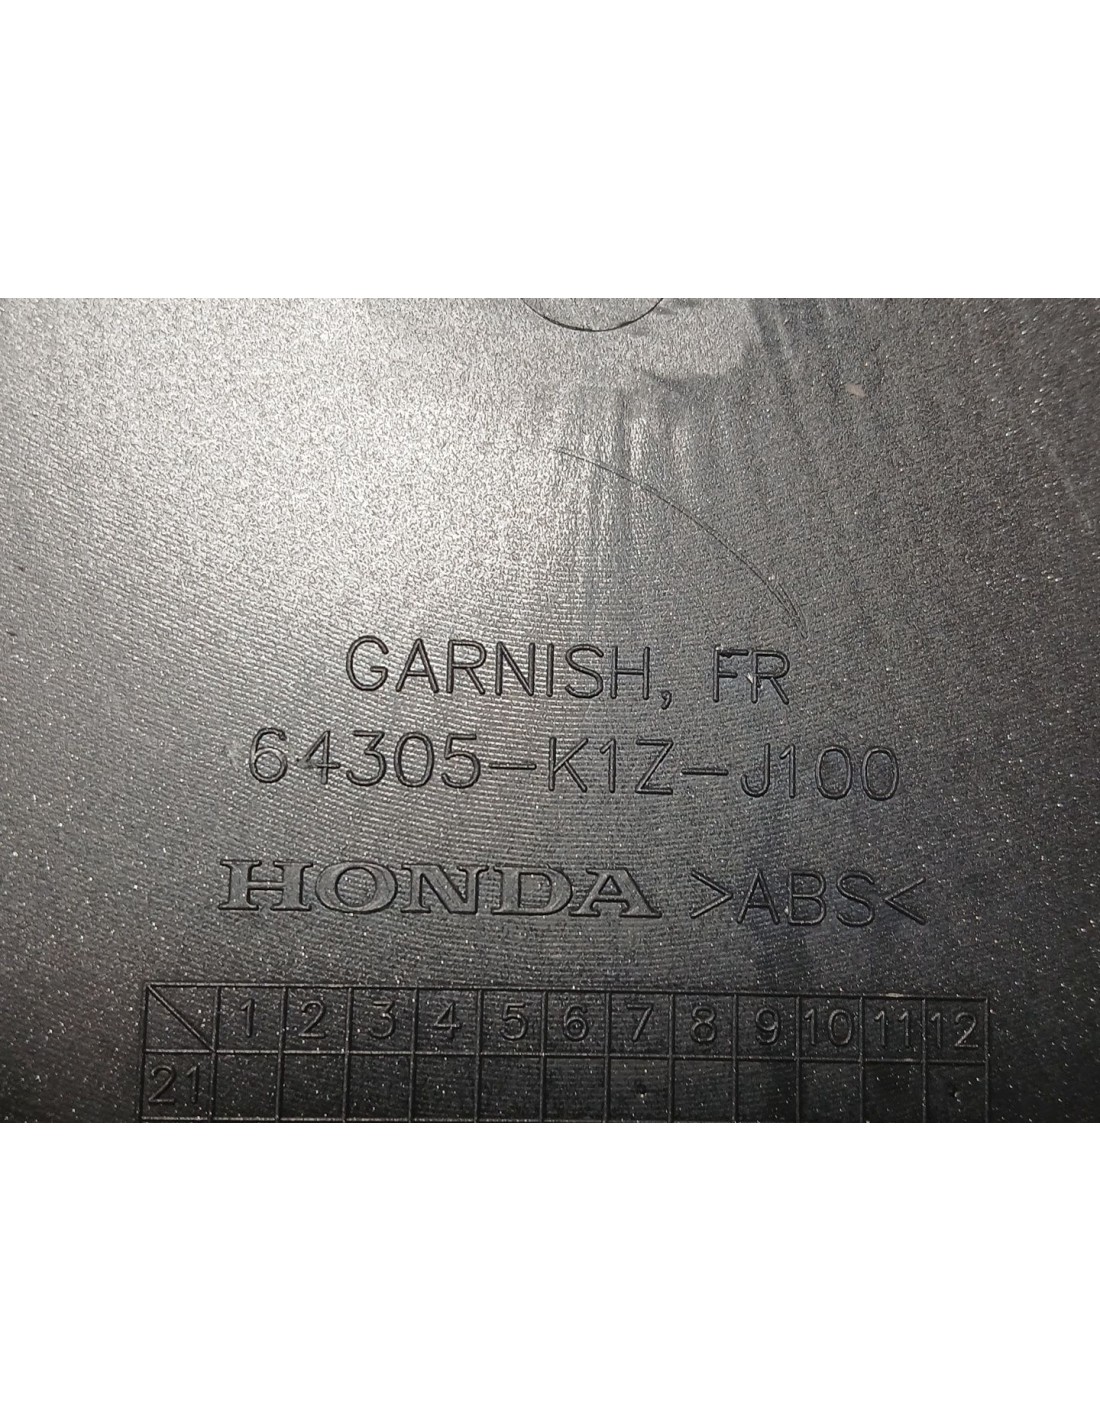 GARNISH, FR
64305-K1Z-J100
HONDA >ABS<
1 2 3 4 5 6 7 8 9 10 11 12
21